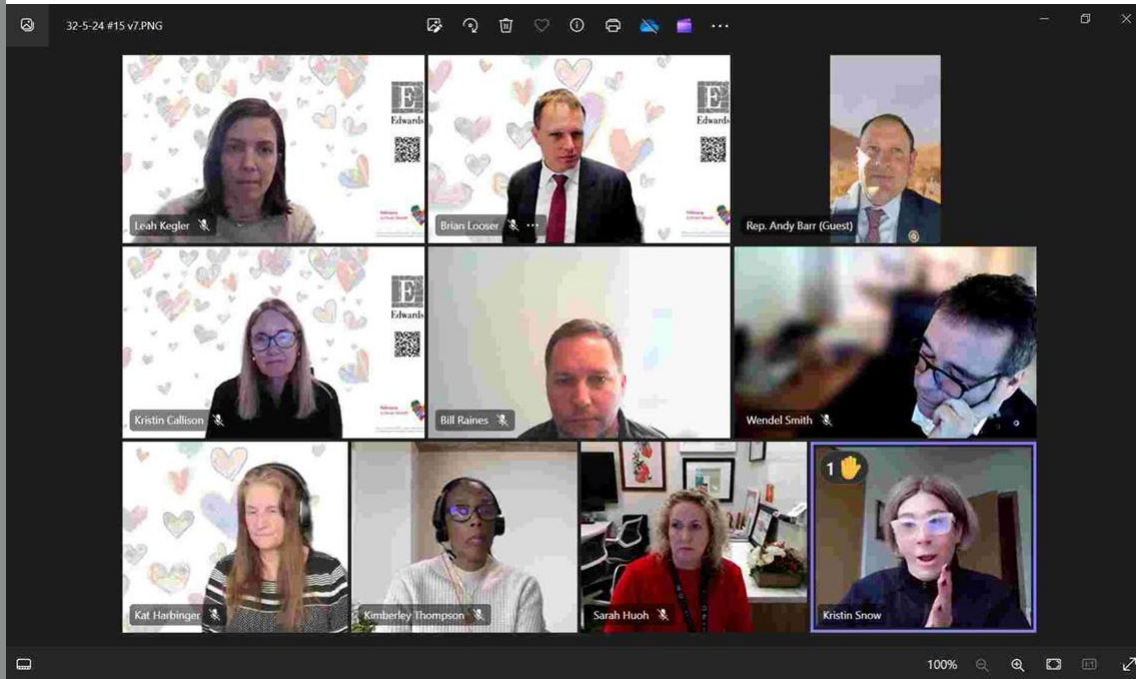 32-5-24 #15 v7.PNG
E
Edwards
Leah Kegler
E
Edwards
Brian Looser
Rep. Andy Barr (Guest)
E
Edwards
Kristin Callison
Bill Raines
Wendel Smith
1
Kat Harbinger
Kimberley Thompson
Sarah Huoh
Kristin Snow
100%